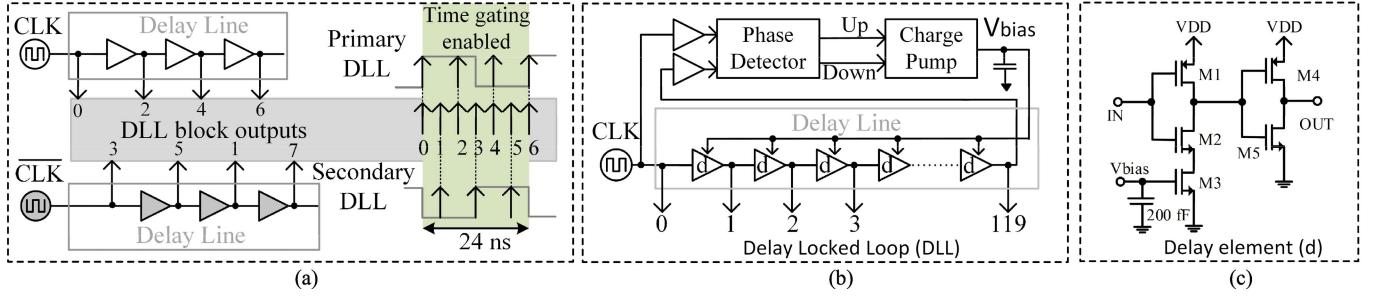 CLK
Delay Line
0 2 4 6
DLL block outputs
3 5 1 7
CLK
Delay Line
Time gating
enabled
Primary
DLL
0 1 2 3 4 5 6
Secondary
DLL
24 ns
(a)
Phase
Detector
Up
Down
Charge
Pump
Vbias
CLK
Delay Line
d d d d d
0 1 2 3 119
Delay Locked Loop (DLL)
(b)
VDD
VDD
M1
M4
IN
OUT
M2
M5
Vbias
M3
200 fF
Delay element (d)
(c)